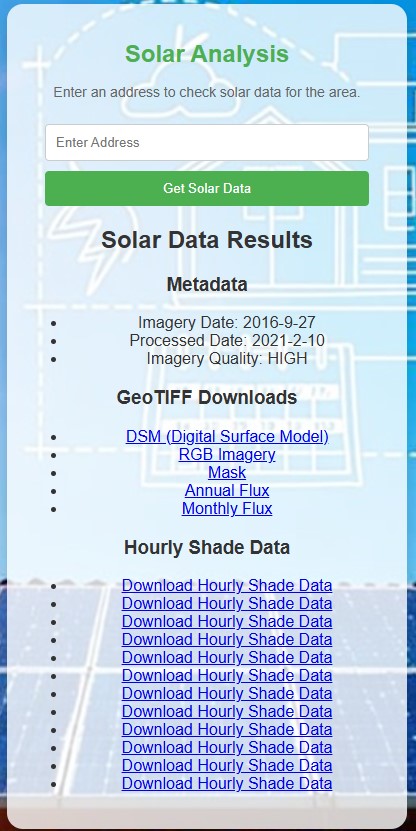 Solar Analysis
Enter an address to check solar data for the area.
Enter Address
Get Solar Data
Solar Data Results
Metadata
Imagery Date: 2016-9-27
Processed Date: 2021-2-10
Imagery Quality: HIGH
GeoTIFF Downloads
DSM (Digital Surface Model)
RGB Imagery
Mask
Annual Flux
Monthly Flux
Hourly Shade Data
Download Hourly Shade Data
Download Hourly Shade Data
Download Hourly Shade Data
Download Hourly Shade Data
Download Hourly Shade Data
Download Hourly Shade Data
Download Hourly Shade Data
Download Hourly Shade Data
Download Hourly Shade Data
Download Hourly Shade Data
Download Hourly Shade Data
Download Hourly Shade Data